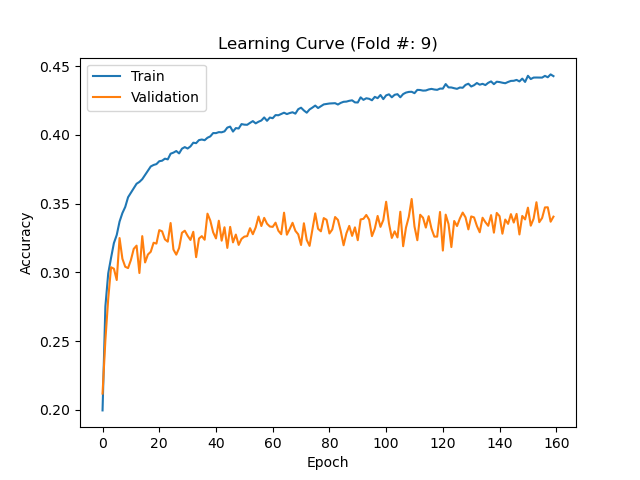 Learning Curve (Fold #: 9)
Train
Validation
Accuracy
0.45
0.40
0.35
0.30
0.25
0.20
0 20 40 60 80 100 120 140 160
Epoch